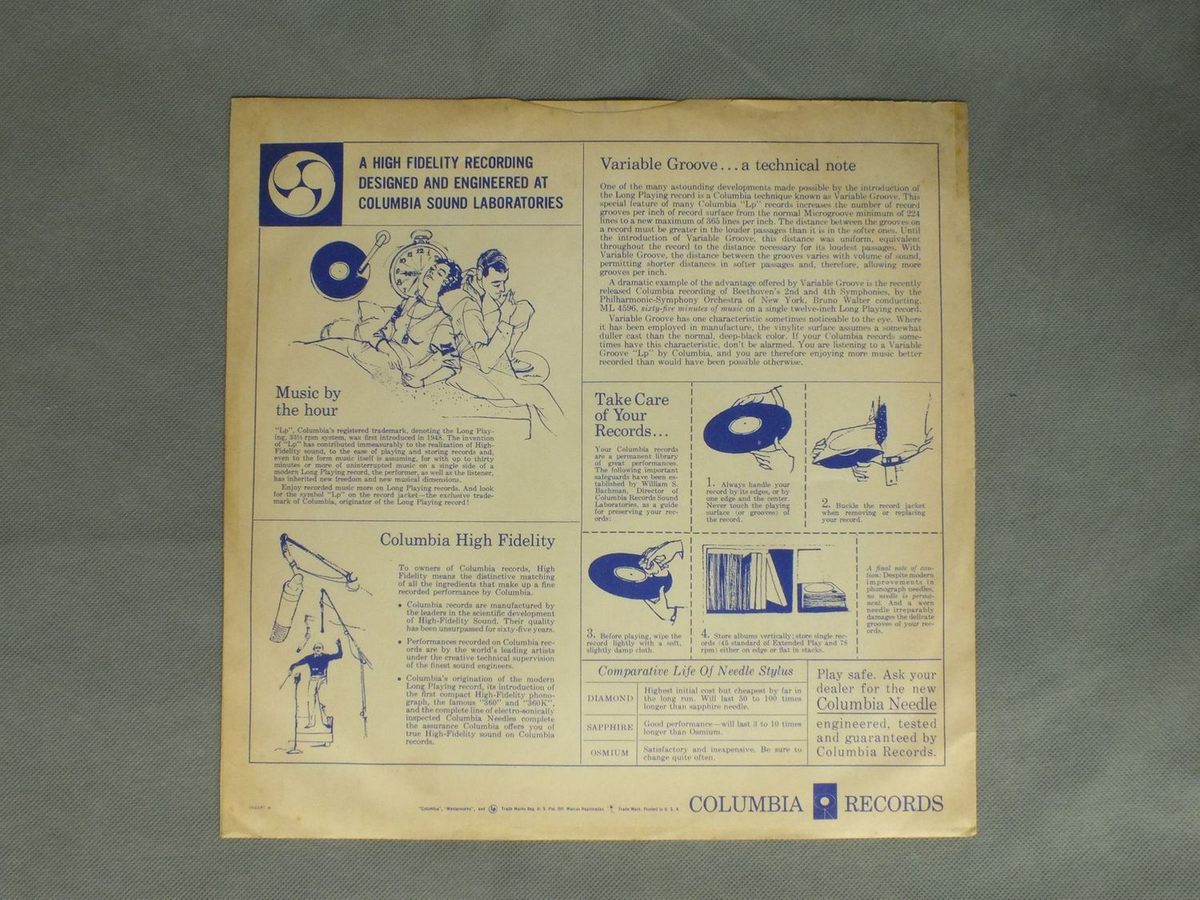 A HIGH FIDELITY RECORDING
DESIGNED AND ENGINEERED AT
COLUMBIA SOUND LABORATORIES
Music by
the hour
"Lp", Columbia's registered trademark, denoting the Long Play-
ing, 33⅓ rpm system, was first introduced in 1948. The invention
of "Lp" has contributed immeasurably to the realization of High-
Fidelity sound, to the ease of playing and storing records and,
even to the form music itself is assuming, for with up to thirty
minutes or more of uninterrupted music on a single side of a
modern Long Playing record, the performer, as well as the listener,
has inherited new freedom and new musical dimensions.
Enjoy recorded music more on Long Playing records. And look
for the symbol "Lp" on the record jacket—the exclusive trade-
mark of Columbia, originator of the Long Playing record!
Columbia High Fidelity
To owners of Columbia records, High
Fidelity means the distinctive matching
of all the ingredients that make up a fine
recorded performance by Columbia.
• Columbia records are manufactured by
the leaders in the scientific development
of High-Fidelity Sound. Their quality
has been unsurpassed for sixty-five years.
• Performances recorded on Columbia rec-
ords are by the world's leading artists
under the creative technical supervision
of the finest sound engineers.
• Columbia's origination of the modern
Long Playing record, its introduction of
the first compact High-Fidelity phono-
graph, the famous "360" and "360K",
and the complete line of electro-sonically
inspected Columbia Needles complete
the assurance Columbia offers you of
true High-Fidelity sound on Columbia
records.
Variable Groove...a technical note
One of the many astounding developments made possible by the introduction of
the Long Playing record is a Columbia technique known as Variable Groove. This
special feature of many Columbia "Lp" records increases the number of record
grooves per inch of record surface from the normal Microgroove minimum of 224
lines to a new maximum of 365 lines per inch. The distance between the grooves on
a record must be greater in the louder passages than it is in the softer ones. Until
the introduction of Variable Groove, this distance was uniform, equivalent
throughout the record to the distance necessary for its loudest passages. With
Variable Groove, the distance between the grooves varies with volume of sound,
permitting shorter distances in softer passages and, therefore, allowing more
grooves per inch.
A dramatic example of the advantage offered by Variable Groove is the recently
released Columbia recording of Beethoven's 2nd and 4th Symphonies, by the
Philharmonic-Symphony Orchestra of New York, Bruno Walter conducting.
ML 4596, sixty-five minutes of music on a single twelve-inch Long Playing record.
Variable Groove has one characteristic sometimes noticeable to the eye. Where
it has been employed in manufacture, the vinylite surface assumes a somewhat
duller cast than the normal, deep-black color. If your Columbia records some-
times have this characteristic, don't be alarmed. You are listening to a Variable
Groove "Lp" by Columbia, and you are therefore enjoying more music better
recorded than would have been possible otherwise.
Take Care
of Your
Records...
Your Columbia records
are a permanent library
of great performances.
The following important
safeguards have been es-
tablished by William S.
Bachman, Director of
Columbia Records Sound
Laboratories, as a guide
for preserving your rec-
ords:
1. Always handle your
record by its edges, or by
one edge and the center.
Never touch the playing
surface (or grooves) of
the record.
2. Buckle the record jacket
when removing or replacing
your record.
3. Before playing, wipe the
record lightly with a soft,
slightly damp cloth.
4. Store albums vertically; store single rec-
ords (45 standard of Extended Play and 78
rpm) either on edge or flat in stacks.
A final note of cau-
tion: Despite modern
improvements in
phonograph needles,
no needle is perma-
nent. And a worn
needle irreparably
damages the delicate
grooves of your rec-
ords.
Comparative Life Of Needle Stylus
DIAMOND
Highest initial cost but cheapest by far in
the long run. Will last 50 to 100 times
longer than sapphire needle.
SAPPHIRE
Good performance—will last 3 to 10 times
longer than Osmium.
OSMIUM
Satisfactory and inexpensive. Be sure to
change quite often.
Play safe. Ask your
dealer for the new
Columbia Needle
engineered, tested
and guaranteed by
Columbia Records.
"Columbia", "Masterworks", and Trade Marks Reg. U. S. Pat. Off. Marcas Registradas Trade Mark. Printed in U. S. A.
COLUMBIA RECORDS